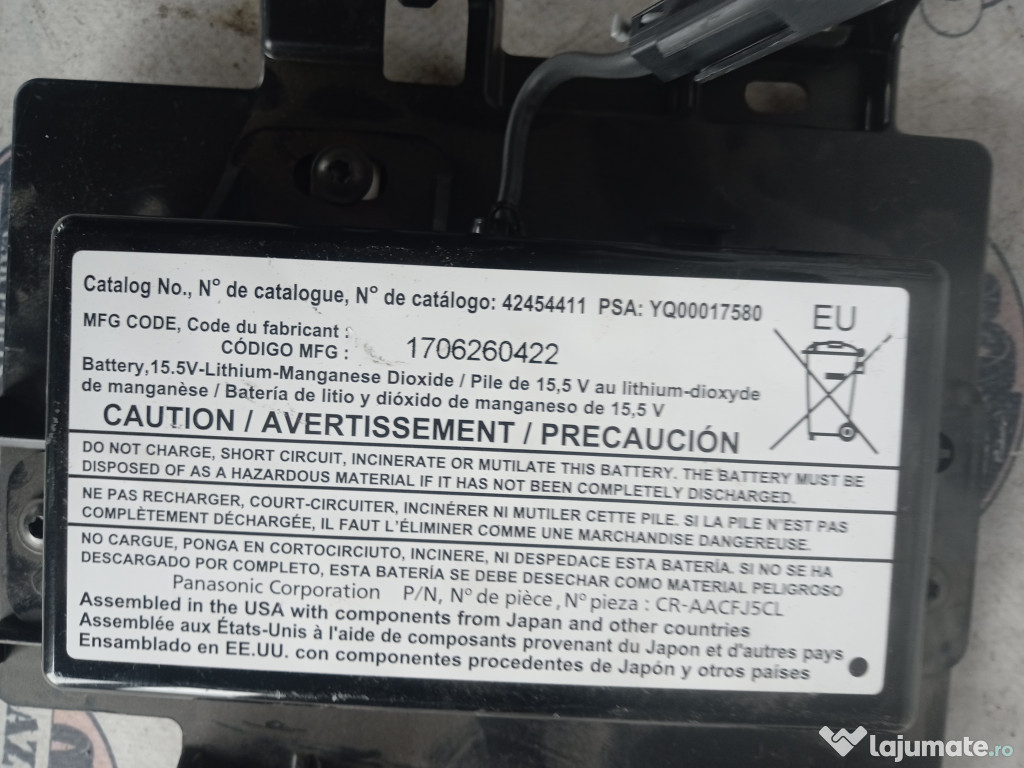 Catalog No., N° de catalogue, N° de catálogo: 42454411 PSA: YQ00017580
EU
MFG CODE, Code du fabricant :
CÓDIGO MFG : 1706260422
Battery,15.5V-Lithium-Manganese Dioxide / Pile de 15,5 V au lithium-dioxyde
de manganèse / Batería de litio y dióxido de manganeso de 15,5 V
CAUTION / AVERTISSEMENT / PRECAUCIÓN
DO NOT CHARGE, SHORT CIRCUIT, INCINERATE OR MUTILATE THIS BATTERY. THE BATTERY MUST BE
DISPOSED OF AS A HAZARDOUS MATERIAL IF IT HAS NOT BEEN COMPLETELY DISCHARGED.
NE PAS RECHARGER, COURT-CIRCUITER, INCINÉRER NI MUTILER CETTE PILE. SI LA PILE N'EST PAS
COMPLÈTEMENT DÉCHARGÉE, IL FAUT L'ÉLIMINER COMME UNE MARCHANDISE DANGEREUSE.
NO CARGUE, PONGA EN CORTOCIRCIUTO, INCINERE, NI DESPEDACE ESTA BATERÍA. SI NO SE HA
DESCARGADO POR COMPLETO, ESTA BATERÍA SE DEBE DESECHAR COMO MATERIAL PELIGROSO
Panasonic Corporation P/N, N° de pièce, N° pieza : CR-AACFJ5CL
Assembled in the USA with components from Japan and other countries
Assemblée aux États-Unis à l'aide de composants provenant du Japon et d'autres pays
Ensamblado en EE.UU. con componentes procedentes de Japón y otros países
lajumate.ro